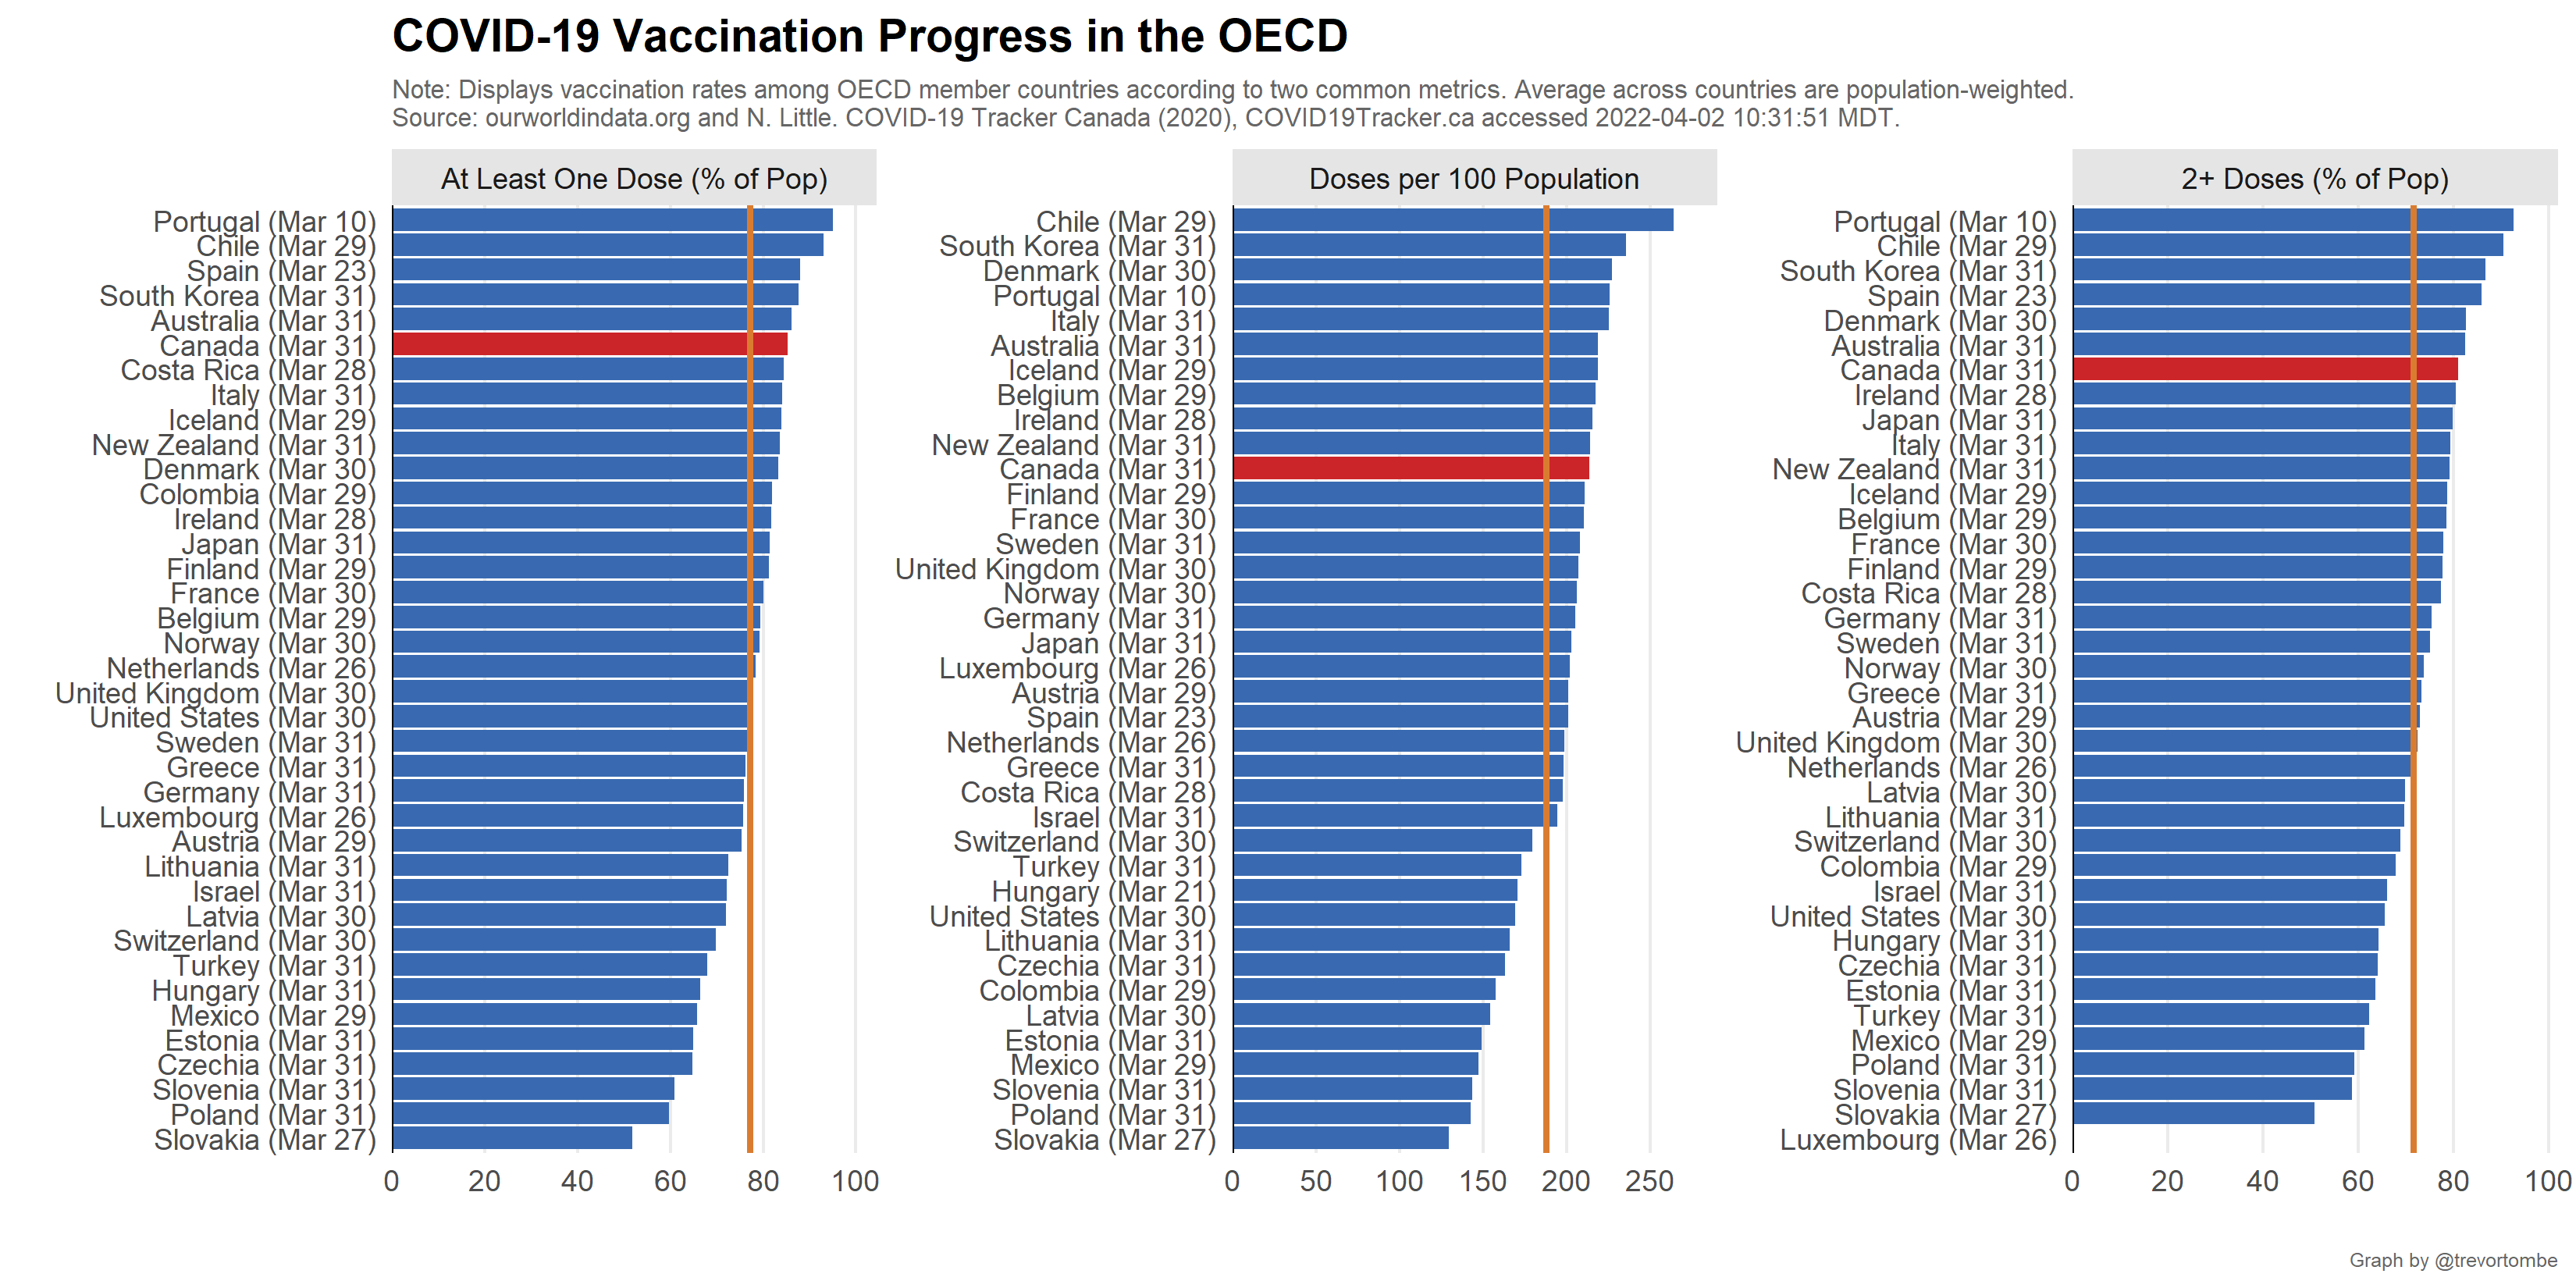 COVID-19 Vaccination Progress in the OECD
Note: Displays vaccination rates among OECD member countries according to two common metrics. Average across countries are population-weighted.
Source: ourworldindata.org and N. Little. COVID-19 Tracker Canada (2020), COVID19Tracker.ca accessed 2022-04-02 10:31:51 MDT.
At Least One Dose (% of Pop)
Portugal (Mar 10)
Chile (Mar 29)
Spain (Mar 23)
South Korea (Mar 31)
Australia (Mar 31)
Canada (Mar 31)
Costa Rica (Mar 28)
Italy (Mar 31)
Iceland (Mar 29)
New Zealand (Mar 31)
Denmark (Mar 30)
Colombia (Mar 29)
Ireland (Mar 28)
Japan (Mar 31)
Finland (Mar 29)
France (Mar 30)
Belgium (Mar 29)
Norway (Mar 30)
Netherlands (Mar 26)
United Kingdom (Mar 30)
United States (Mar 30)
Sweden (Mar 31)
Greece (Mar 31)
Germany (Mar 31)
Luxembourg (Mar 26)
Austria (Mar 29)
Lithuania (Mar 31)
Israel (Mar 31)
Latvia (Mar 30)
Switzerland (Mar 30)
Turkey (Mar 31)
Hungary (Mar 31)
Mexico (Mar 29)
Estonia (Mar 31)
Czechia (Mar 31)
Slovenia (Mar 31)
Poland (Mar 31)
Slovakia (Mar 27)
0 20 40 60 80 100
Doses per 100 Population
Chile (Mar 29)
South Korea (Mar 31)
Denmark (Mar 30)
Portugal (Mar 10)
Italy (Mar 31)
Australia (Mar 31)
Iceland (Mar 29)
Belgium (Mar 29)
Ireland (Mar 28)
New Zealand (Mar 31)
Canada (Mar 31)
Finland (Mar 29)
France (Mar 30)
Sweden (Mar 31)
United Kingdom (Mar 30)
Norway (Mar 30)
Germany (Mar 31)
Japan (Mar 31)
Luxembourg (Mar 26)
Austria (Mar 29)
Spain (Mar 23)
Netherlands (Mar 26)
Greece (Mar 31)
Costa Rica (Mar 28)
Israel (Mar 31)
Switzerland (Mar 30)
Turkey (Mar 31)
Hungary (Mar 21)
United States (Mar 30)
Lithuania (Mar 31)
Czechia (Mar 31)
Colombia (Mar 29)
Latvia (Mar 30)
Estonia (Mar 31)
Mexico (Mar 29)
Slovenia (Mar 31)
Poland (Mar 31)
Slovakia (Mar 27)
0 50 100 150 200 250
2+ Doses (% of Pop)
Portugal (Mar 10)
Chile (Mar 29)
South Korea (Mar 31)
Spain (Mar 23)
Denmark (Mar 30)
Australia (Mar 31)
Canada (Mar 31)
Ireland (Mar 28)
Japan (Mar 31)
Italy (Mar 31)
New Zealand (Mar 31)
Iceland (Mar 29)
Belgium (Mar 29)
France (Mar 30)
Finland (Mar 29)
Costa Rica (Mar 28)
Germany (Mar 31)
Sweden (Mar 31)
Norway (Mar 30)
Greece (Mar 31)
Austria (Mar 29)
United Kingdom (Mar 30)
Netherlands (Mar 26)
Latvia (Mar 30)
Lithuania (Mar 31)
Switzerland (Mar 30)
Colombia (Mar 29)
Israel (Mar 31)
United States (Mar 30)
Hungary (Mar 31)
Czechia (Mar 31)
Estonia (Mar 31)
Turkey (Mar 31)
Mexico (Mar 29)
Poland (Mar 31)
Slovenia (Mar 31)
Slovakia (Mar 27)
Luxembourg (Mar 26)
0 20 40 60 80 100
Graph by @trevortombe